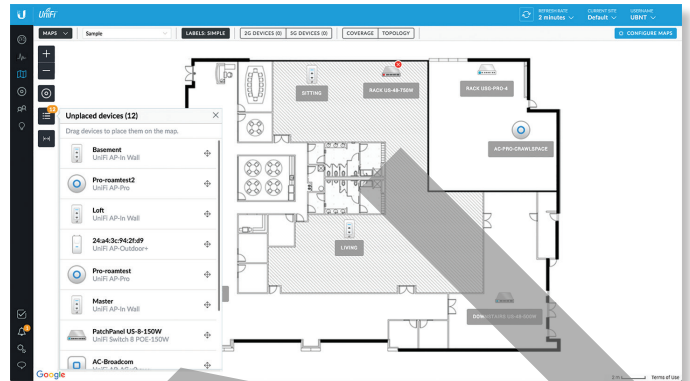 UniFi
REFRESH RATE
2 minutes
CURRENT SITE
Default
USERNAME
UBNT
MAPS
Sample
LABELS: SIMPLE
2G DEVICES (0)
5G DEVICES (0)
COVERAGE
TOPOLOGY
CONFIGURE MAPS
12
Unplaced devices (12)
Drag devices to place them on the map.
Basement
UniFi AP-In Wall
Pro-roamtest2
UniFi AP-Pro
Loft
UniFi AP-In Wall
24:a4:3c:94:2f:d9
UniFi AP-Outdoor+
Pro-roamtest
UniFi AP-Pro
Master
UniFi AP-In Wall
PatchPanel US-8-150W
UniFi Switch 8 POE-150W
AC-Broadcom
SITTING
RACK US-48-750W
RACK USG-PRO-4
AC-PRO-CRAWLSPACE
LIVING
Google
Terms of Use